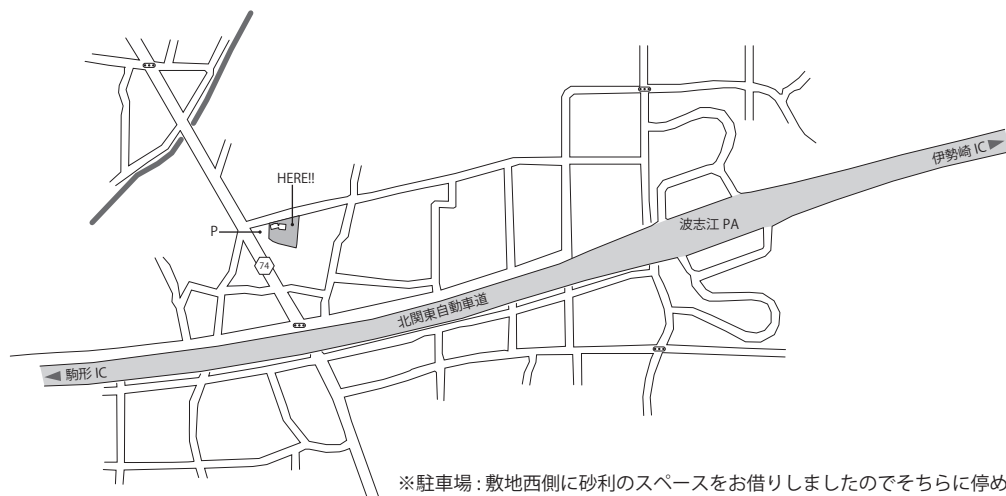 伊勢崎 IC ▶
HERE!!
波志江 PA
P
74
北関東自動車道
◀ 駒形 IC
※駐車場 : 敷地西側に砂利のスペースをお借りしましたのでそちらに停め